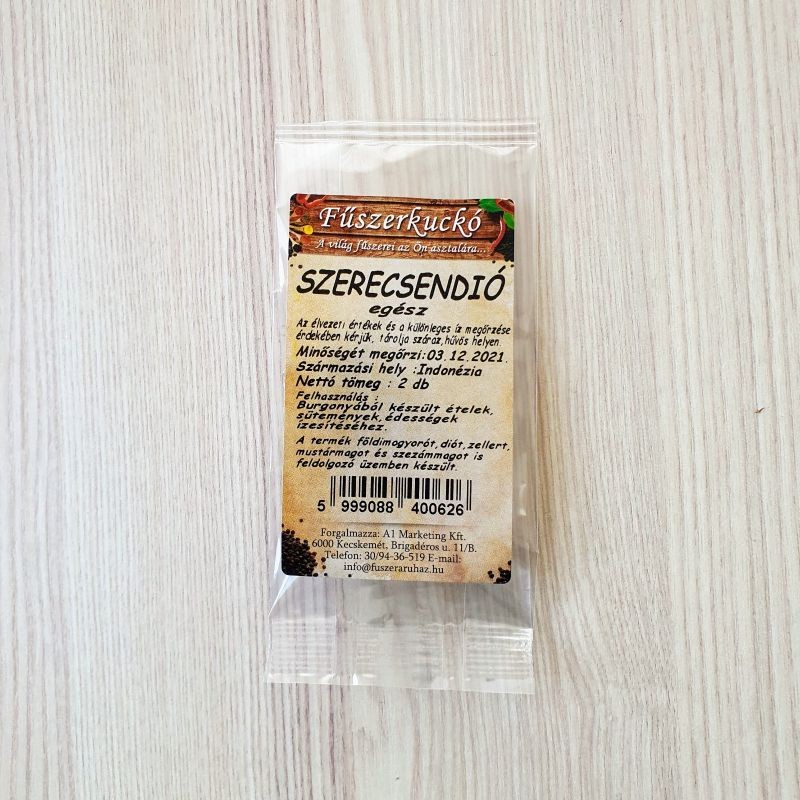 Fűszerkuckó
A világ fűszerei az Ön asztalára...
SZERECSENDIÓ
egész
Az élvezeti értékek és a különleges íz megőrzése
érdekében kérjük, tárolja száraz,hűvös helyen.
Minőségét megőrzi:03.12.2021.
Származási hely :Indonézia
Nettó tömeg : 2 db
Felhasználás :
Burgonyából készült ételek,
sütemények,édességek
ízesítéséhez.
A termék földimogyorót,diót,zellert,
mustármagot és szezámmagot is
feldolgozó üzemben készült.
5 999088 400626
Forgalmazza: A1 Marketing Kft.
6000 Kecskemét, Brigadéros u. 11/B.
Telefon: 30/94-36-519 E-mail:
info@fuszeraruhaz.hu